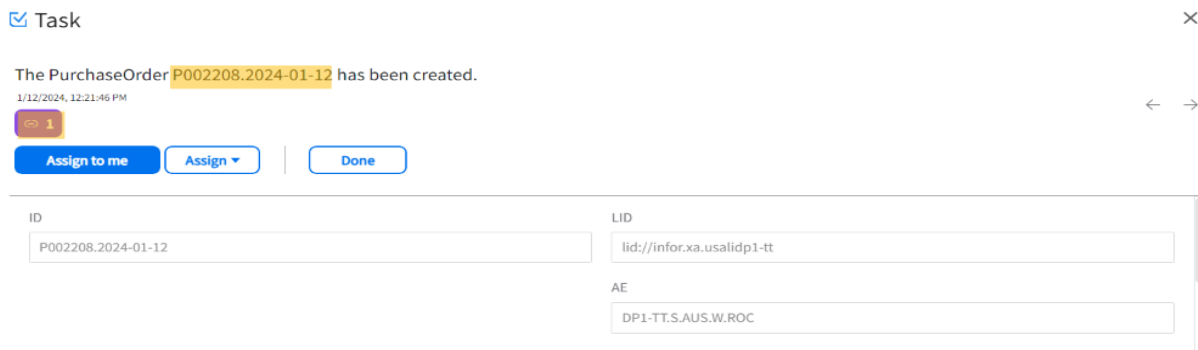 Task
The PurchaseOrder P002208.2024-01-12 has been created.
1/12/2024, 12:21:46 PM
1
Assign to me Assign Done
ID LID
P002208.2024-01-12 lid://infor.xa.usalidp1-tt
AE
DP1-TT.S.AUS.W.ROC